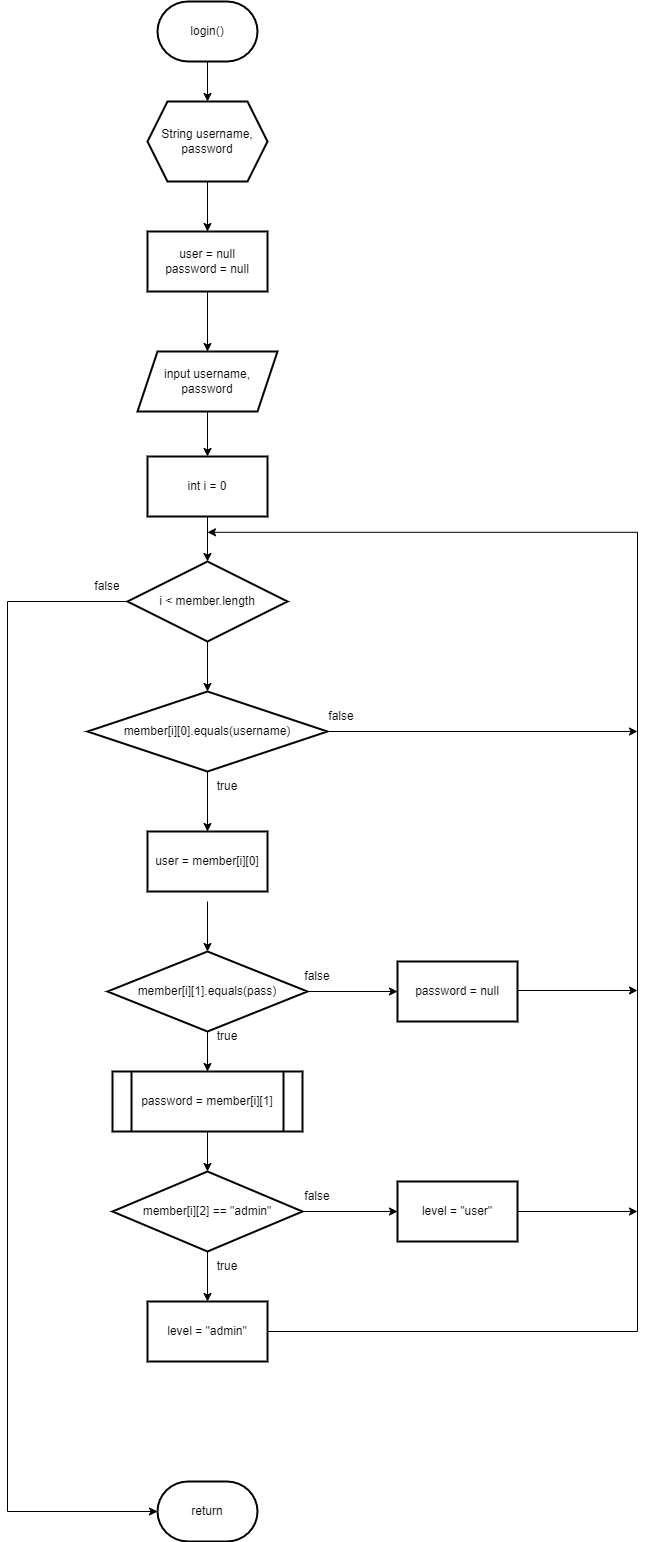 login()
String username,
password
user = null
password = null
input username,
password
int i = 0
false
i < member.length
member[i][0].equals(username)
false
true
user = member[i][0]
member[i][1].equals(pass)
false
password = null
true
password = member[i][1]
member[i][2] == "admin"
false
level = "user"
true
level = "admin"
return